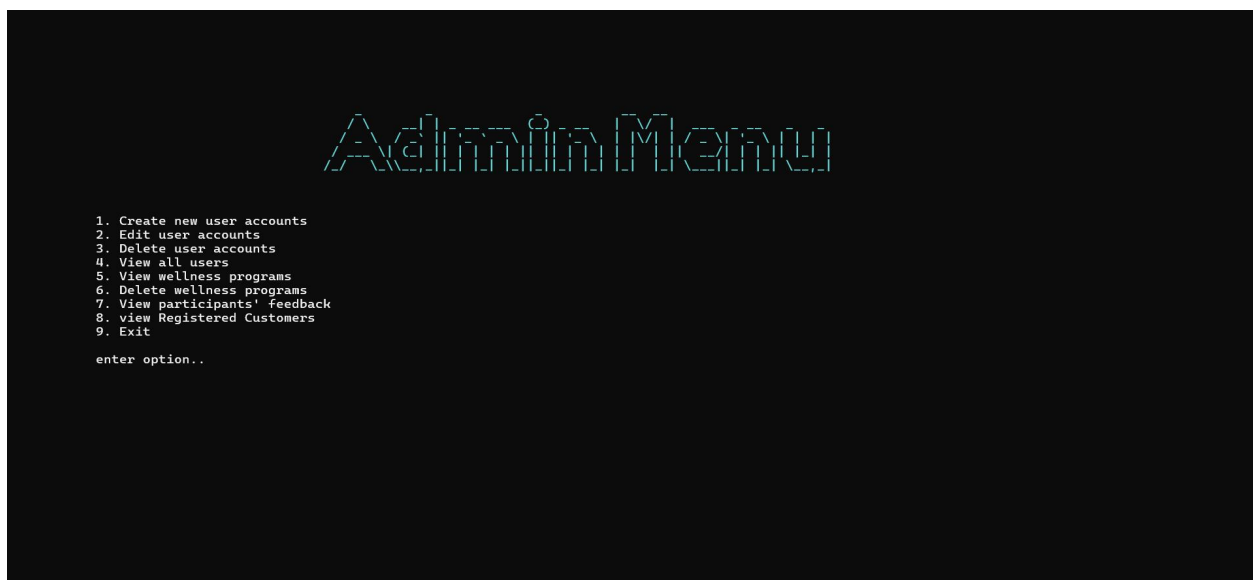 Admin Menu
1. Create new user accounts
2. Edit user accounts
3. Delete user accounts
4. View all users
5. View wellness programs
6. Delete wellness programs
7. View participants' feedback
8. view Registered Customers
9. Exit
enter option..